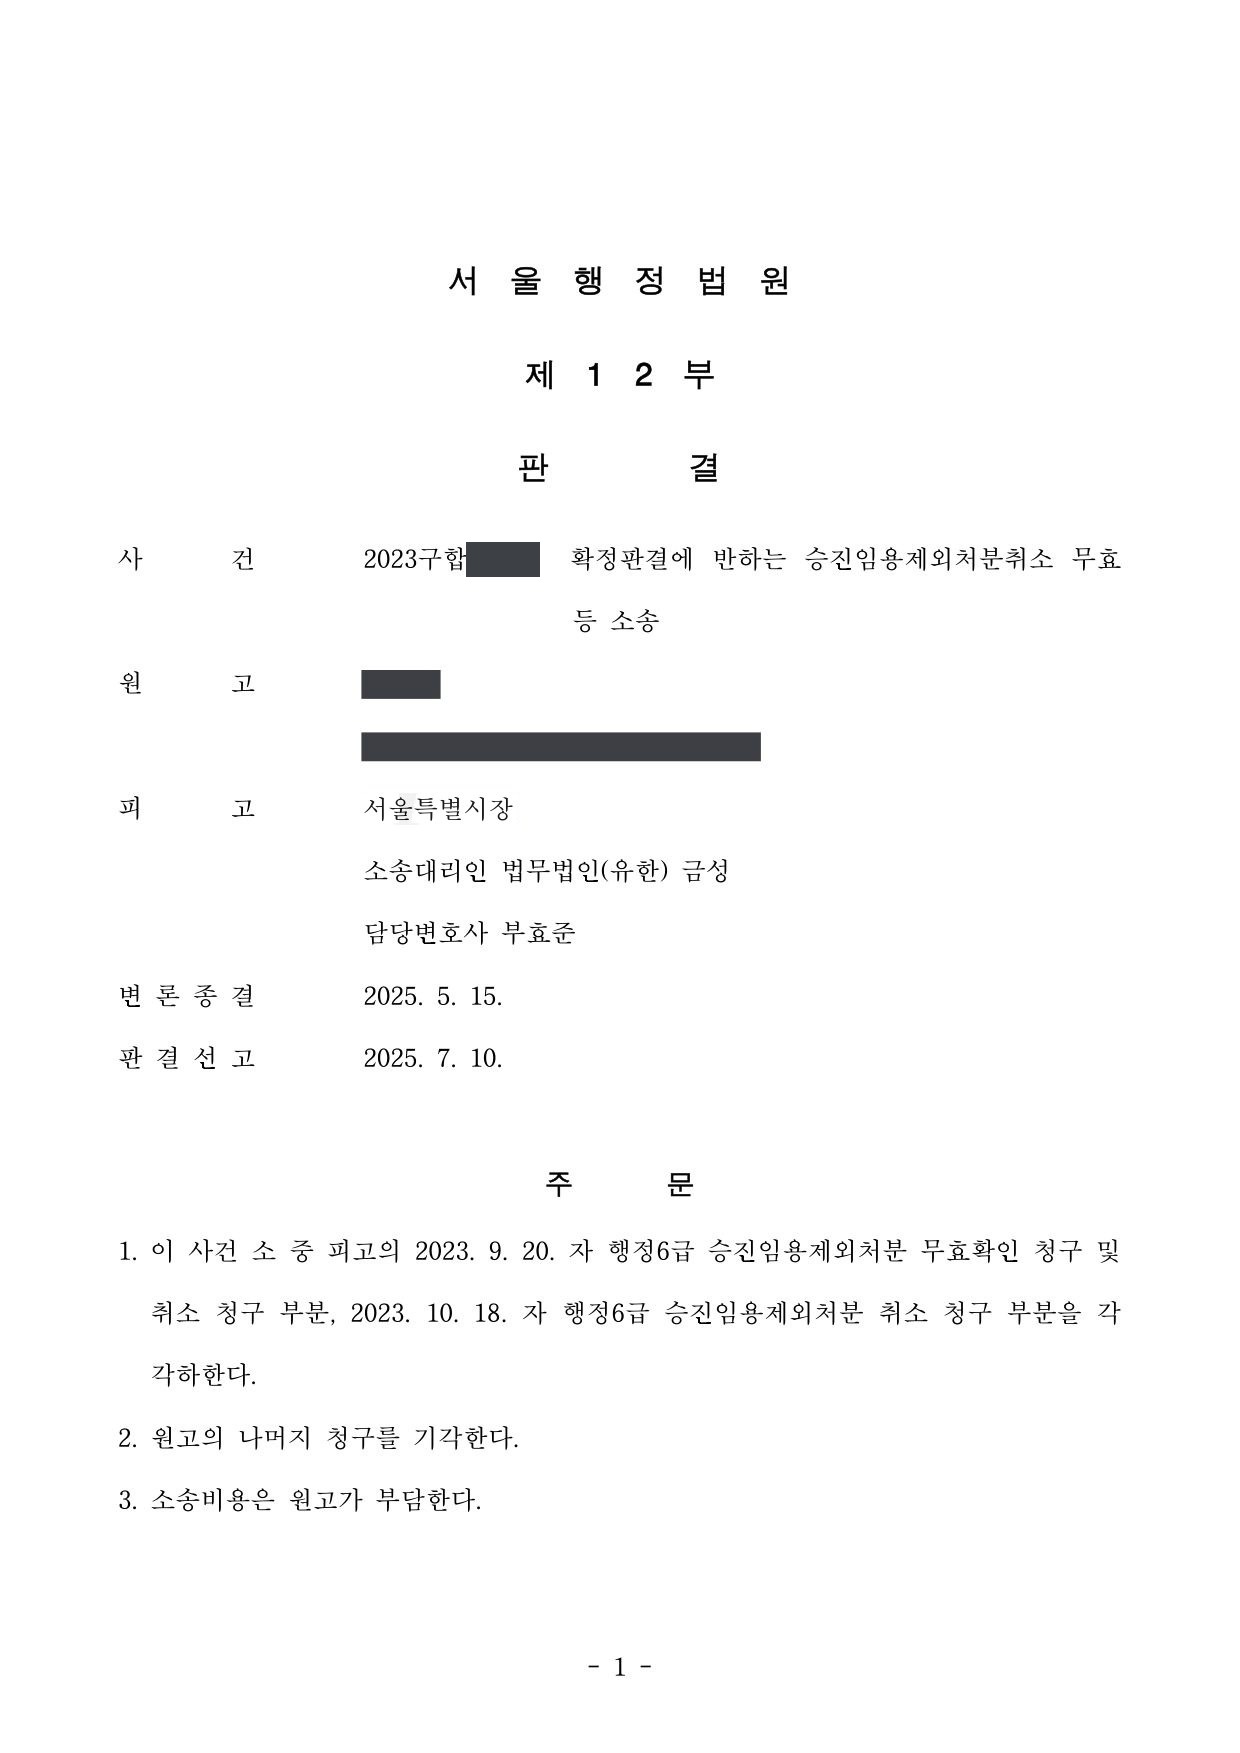 서 울 행 정 법 원
제 1 2 부
판 결
사 건 2023구합 확정판결에 반하는 승진임용제외처분취소 무효
등 소송
원 고
피 고 서울특별시장
소송대리인 법무법인(유한) 금성
담당변호사 부효준
변 론 종 결 2025. 5. 15.
판 결 선 고 2025. 7. 10.
주 문
1. 이 사건 소 중 피고의 2023. 9. 20. 자 행정6급 승진임용제외처분 무효확인 청구 및
취소 청구 부분, 2023. 10. 18. 자 행정6급 승진임용제외처분 취소 청구 부분을 각
각하한다.
2. 원고의 나머지 청구를 기각한다.
3. 소송비용은 원고가 부담한다.
- 1 -